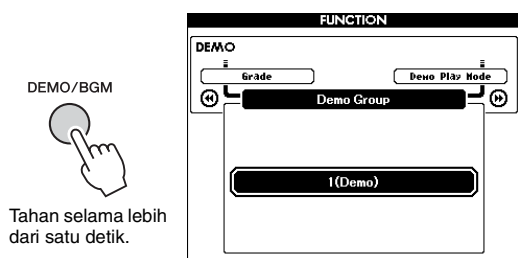 FUNCTION
DEMO
Grade
Demo Play Mode
Demo Group
1(Demo)
DEMO/BGM
Tahan selama lebih
dari satu detik.